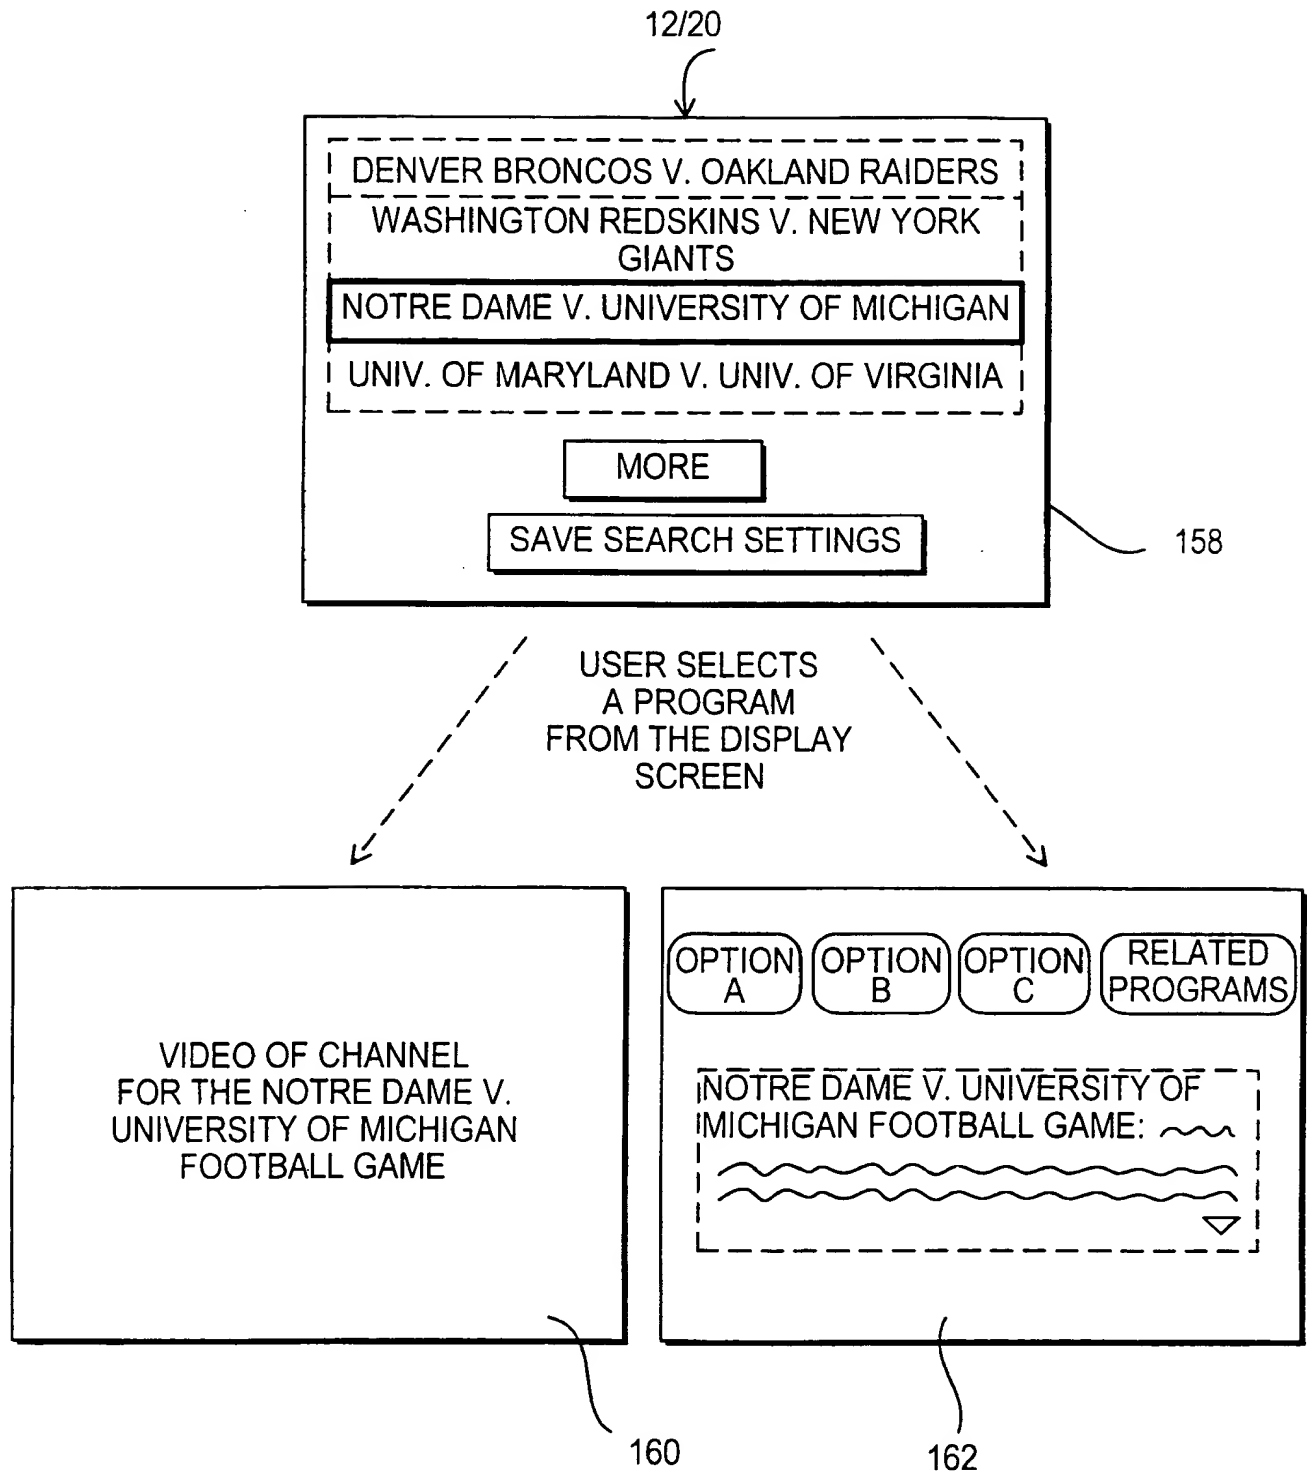 12/20
DENVER BRONCOS V. OAKLAND RAIDERS
WASHINGTON REDSKINS V. NEW YORK
GIANTS
NOTRE DAME V. UNIVERSITY OF MICHIGAN
UNIV. OF MARYLAND V. UNIV. OF VIRGINIA
MORE
SAVE SEARCH SETTINGS
158
USER SELECTS
A PROGRAM
FROM THE DISPLAY
SCREEN
VIDEO OF CHANNEL
FOR THE NOTRE DAME V.
UNIVERSITY OF MICHIGAN
FOOTBALL GAME
160
OPTION
A
OPTION
B
OPTION
C
RELATED
PROGRAMS
NOTRE DAME V. UNIVERSITY OF
MICHIGAN FOOTBALL GAME:
162